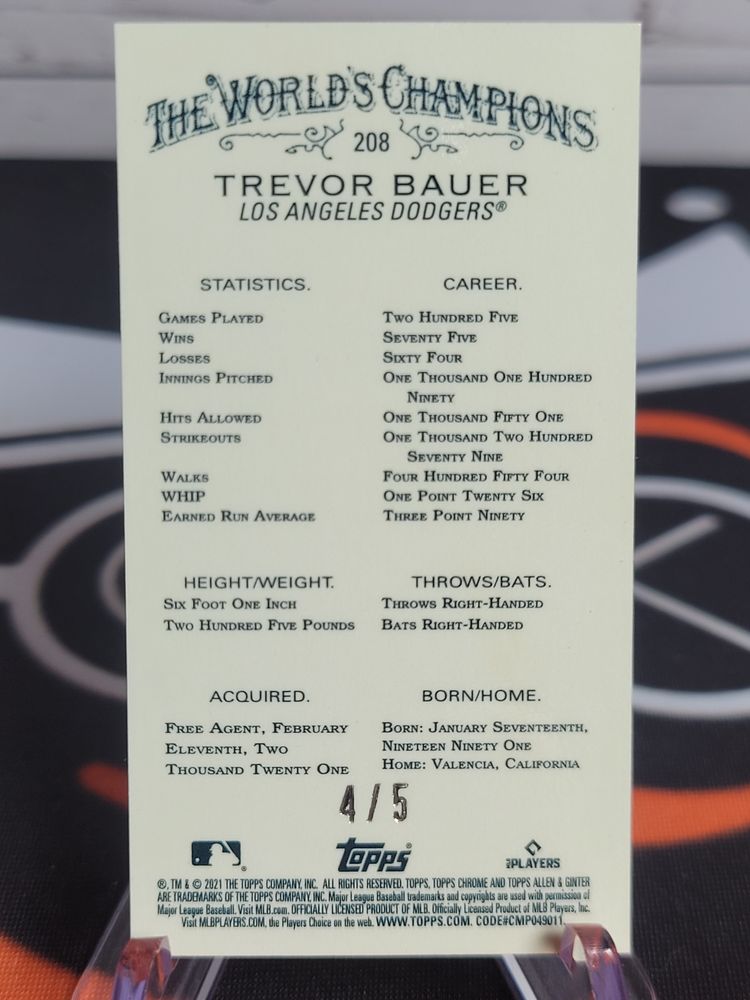 THE WORLD'S CHAMPIONS
208
TREVOR BAUER
LOS ANGELES DODGERS®
STATISTICS. CAREER.
GAMES PLAYED TWO HUNDRED FIVE
WINS SEVENTY FIVE
LOSSES SIXTY FOUR
INNINGS PITCHED ONE THOUSAND ONE HUNDRED
NINETY
HITS ALLOWED ONE THOUSAND FIFTY ONE
STRIKEOUTS ONE THOUSAND TWO HUNDRED
SEVENTY NINE
WALKS FOUR HUNDRED FIFTY FOUR
WHIP ONE POINT TWENTY SIX
EARNED RUN AVERAGE THREE POINT NINETY
HEIGHT/WEIGHT.
SIX FOOT ONE INCH
TWO HUNDRED FIVE POUNDS
THROWS/BATS.
THROWS RIGHT-HANDED
BATS RIGHT-HANDED
ACQUIRED.
FREE AGENT, FEBRUARY
ELEVENTH, TWO
THOUSAND TWENTY ONE
BORN/HOME.
BORN: JANUARY SEVENTEENTH,
NINETEEN NINETY ONE
HOME: VALENCIA, CALIFORNIA
4/5
topps®
MLB PLAYERS
®, TM & © 2021 THE TOPPS COMPANY, INC. ALL RIGHTS RESERVED. TOPPS, TOPPS CHROME AND TOPPS ALLEN & GINTER
ARE TRADEMARKS OF THE TOPPS COMPANY, INC. Major League Baseball trademarks and copyrights are used with permission of
Major League Baseball. Visit MLB.com. OFFICIALLY LICENSED PRODUCT OF MLB. Officially Licensed Product of MLB Players, Inc.
Visit MLBPLAYERS.COM, the Players Choice on the web. WWW.TOPPS.COM. CODE#CMP049011.